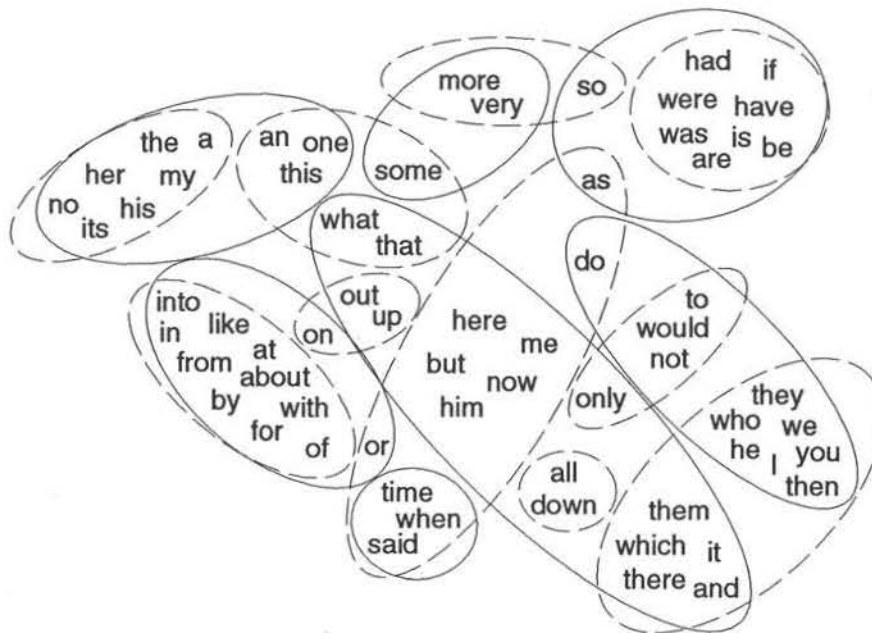 more
very
so
had if
were have
was is be
are
the a
her my
no his
its
an one
this
some
as
what
that
do
out
up
on
into
in like
from at
about
by with
for
of
here
me
but
now
him
to
would
not
only
or
they
who we
he I you
then
all
down
time
when
said
them
which it
there and